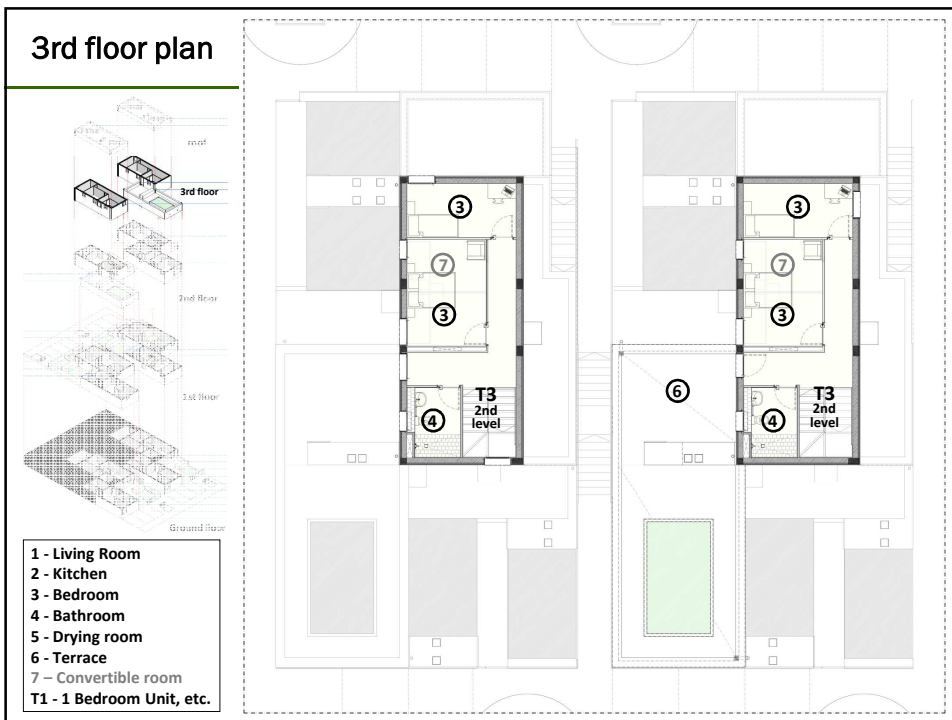 3rd floor plan
roof
3rd floor
2nd floor
1st floor
Ground floor
1 - Living Room
2 - Kitchen
3 - Bedroom
4 - Bathroom
5 - Drying room
6 - Terrace
7 – Convertible room
T1 - 1 Bedroom Unit, etc.
3
7
3
4
T3
2nd
level
3
7
3
6
4
T3
2nd
level